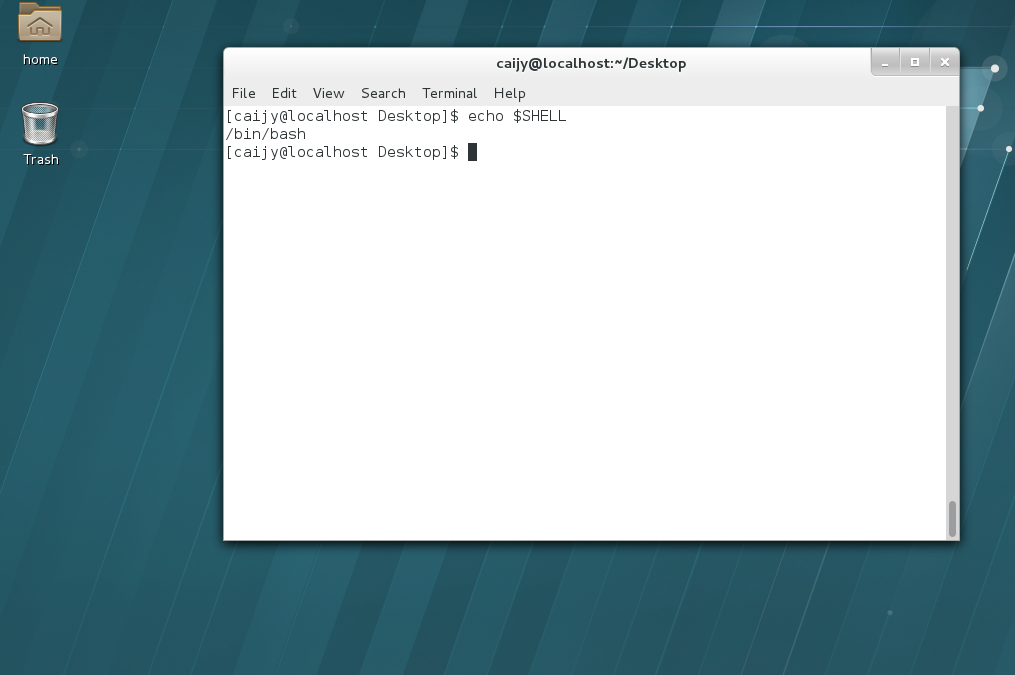 home
Trash
caijy@localhost:~/Desktop
File Edit View Search Terminal Help
[caijy@localhost Desktop]$ echo $SHELL
/bin/bash
[caijy@localhost Desktop]$